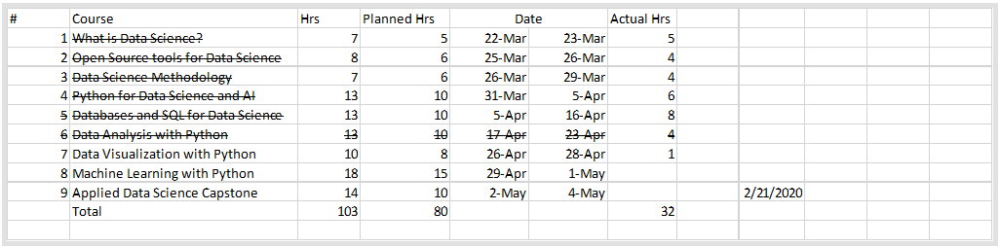 # Course Hrs Planned Hrs Date Actual Hrs
1 What is Data Science? 7 5 22-Mar 23-Mar 5
2 Open Source tools for Data Science 8 6 25-Mar 26-Mar 4
3 Data Science Methodology 7 6 26-Mar 29-Mar 4
4 Python for Data Science and AI 13 10 31-Mar 5-Apr 6
5 Databases and SQL for Data Science 13 10 5-Apr 16-Apr 8
6 Data Analysis with Python 13 10 17-Apr 23-Apr 4
7 Data Visualization with Python 10 8 26-Apr 28-Apr 1
8 Machine Learning with Python 18 15 29-Apr 1-May
9 Applied Data Science Capstone 14 10 2-May 4-May 2/21/2020
Total 103 80 32